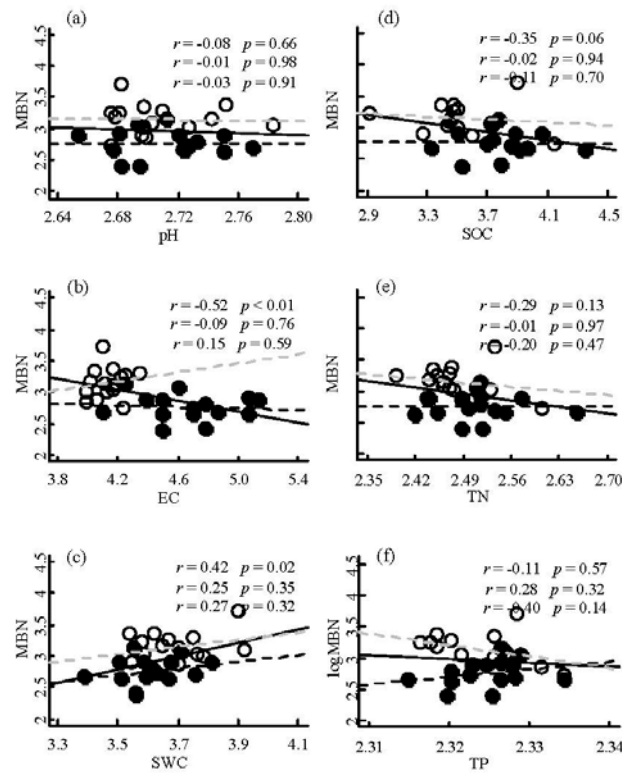 (a)
r = -0.08 p = 0.66
r = -0.01 p = 0.98
r = -0.03 p = 0.91
MBN
4.5
4
3.5
3
2.5
2
2.64 2.68 2.72 2.76 2.80
pH
(d)
r = -0.35 p = 0.06
r = -0.02 p = 0.94
r = -0.11 p = 0.70
MBN
4.5
4
3.5
3
2.5
2
2.9 3.3 3.7 4.1 4.5
SOC
(b)
r = -0.52 p < 0.01
r = -0.09 p = 0.76
r = 0.15 p = 0.59
MBN
4.5
4
3.5
3
2.5
2
3.8 4.2 4.6 5.0 5.4
EC
(e)
r = -0.29 p = 0.13
r = -0.01 p = 0.97
r = -0.20 p = 0.47
MBN
4.5
4
3.5
3
2.5
2
2.35 2.42 2.49 2.56 2.63 2.70
TN
(c)
r = 0.42 p = 0.02
r = 0.25 p = 0.35
r = 0.27 p = 0.32
MBN
4.5
4
3.5
3
2.5
2
3.3 3.5 3.7 3.9 4.1
SWC
(f)
r = -0.11 p = 0.57
r = 0.28 p = 0.32
r = -0.40 p = 0.14
logMBN
4.5
4
3.5
3
2.5
2
2.31 2.32 2.33 2.34
TP